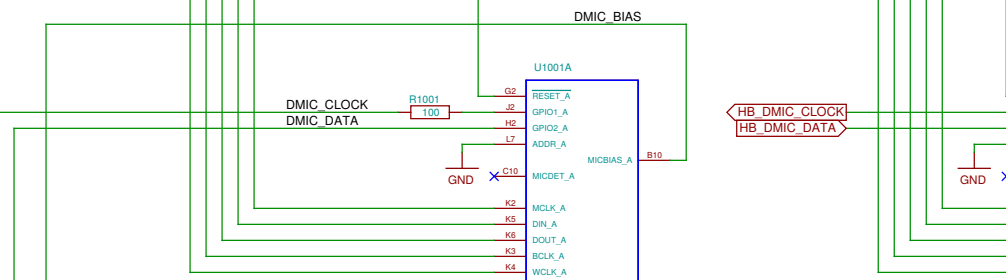 DMIC_BIAS
U1001A
G2 RESET_A
R1001
DMIC_CLOCK 100 J2 GPIO1_A HB_DMIC_CLOCK
DMIC_DATA H2 GPIO2_A HB_DMIC_DATA
L7 ADDR_A
MICBIAS_A B10
GND C10 MICDET_A GND
K2 MCLK_A
K5 DIN_A
K6 DOUT_A
K3 BCLK_A
K4 WCLK_A